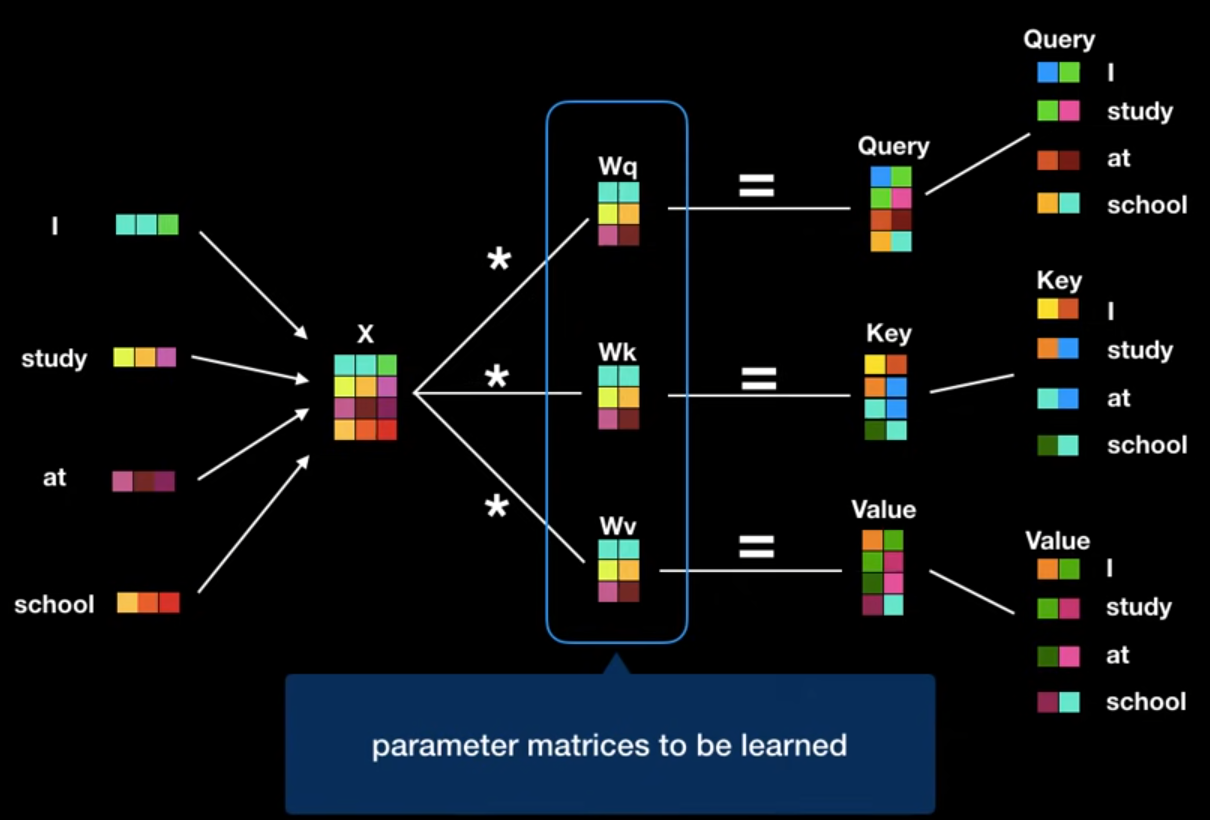 I
study
at
school
X
*
*
*
Wq
Wk
Wv
=
=
=
Query
Key
Value
Query
I
study
at
school
Key
I
study
at
school
Value
I
study
at
school
parameter matrices to be learned